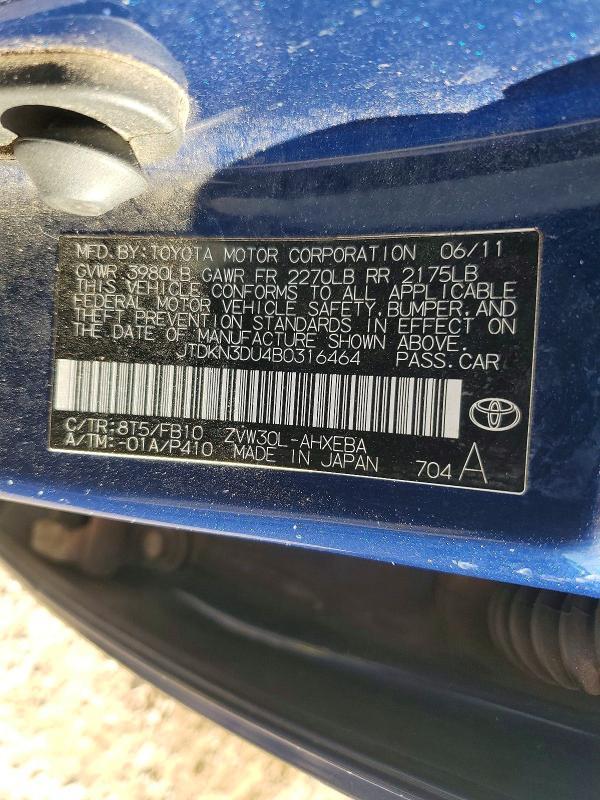 MFD. BY: TOYOTA MOTOR CORPORATION 06/11
GVWR 3980LB GAWR FR 2270LB RR 2175LB
THIS VEHICLE CONFORMS TO ALL APPLICABLE
FEDERAL MOTOR VEHICLE SAFETY, BUMPER, AND
THEFT PREVENTION STANDARDS IN EFFECT ON
THE DATE OF MANUFACTURE SHOWN ABOVE.
JTDKN3DU4B0316464 PASS. CAR
C/TR: 8T5/FB10 ZVW30L-AHXEBA
A/TM: -01A/P410 MADE IN JAPAN 704 A